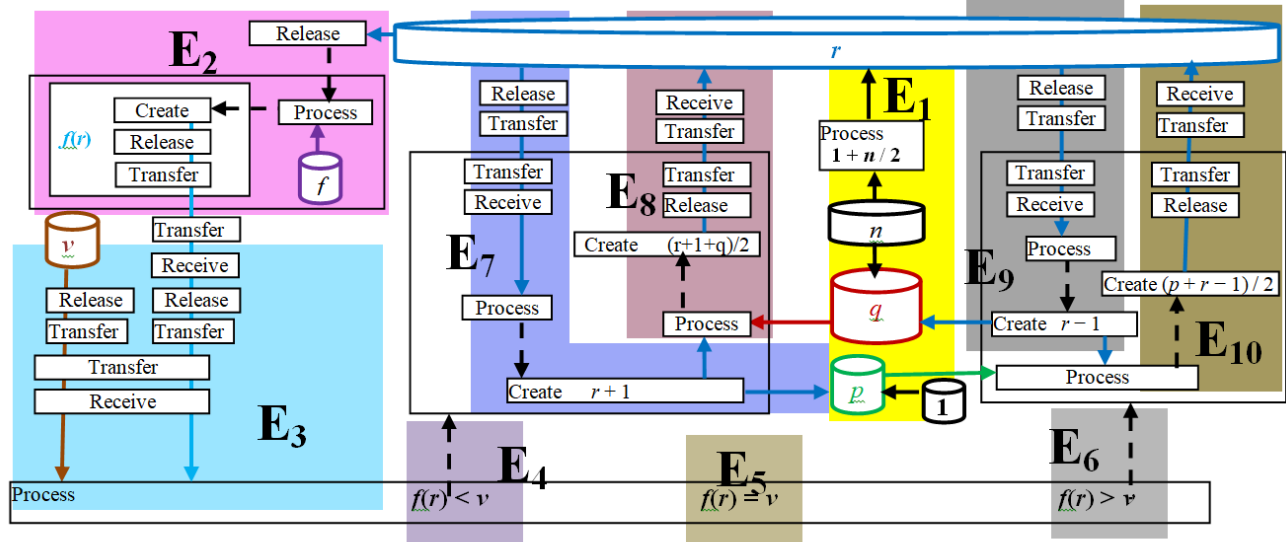 Release
E2
r
Create
Process
f(r)
Release
Transfer
f
v
Transfer
Receive
Release
Release
Transfer
Transfer
Transfer
Receive
E3
Process
Release
Transfer
Transfer
Receive
E7
Process
Create r + 1
Receive
Transfer
Transfer
Release
E8
Create (r+1+q)/2
Process
E1
Process
1 + n / 2
n
q
p
1
Release
Transfer
Transfer
Receive
Process
E9
Create r – 1
Receive
Transfer
Transfer
Release
Create (p + r – 1) / 2
E10
Process
E4
f(r) < v
E5
f(r) = v
E6
f(r) > v